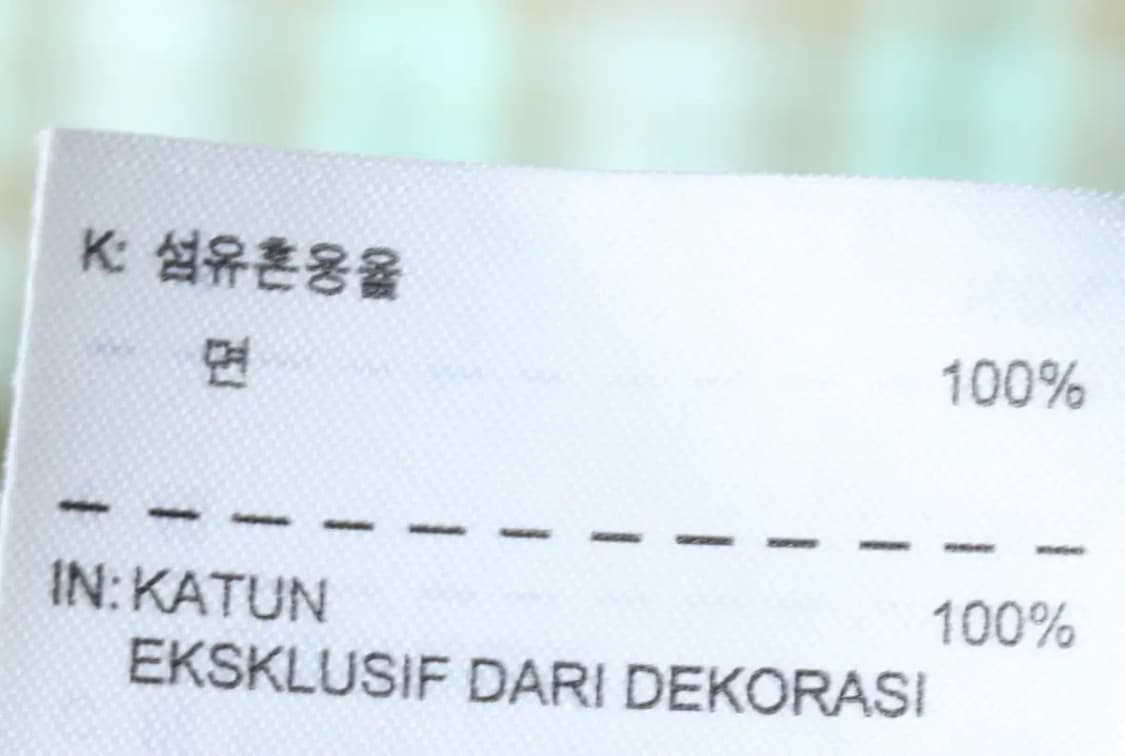 K: 섬유혼용율
면 100%
IN: KATUN 100%
EKSKLUSIF DARI DEKORASI